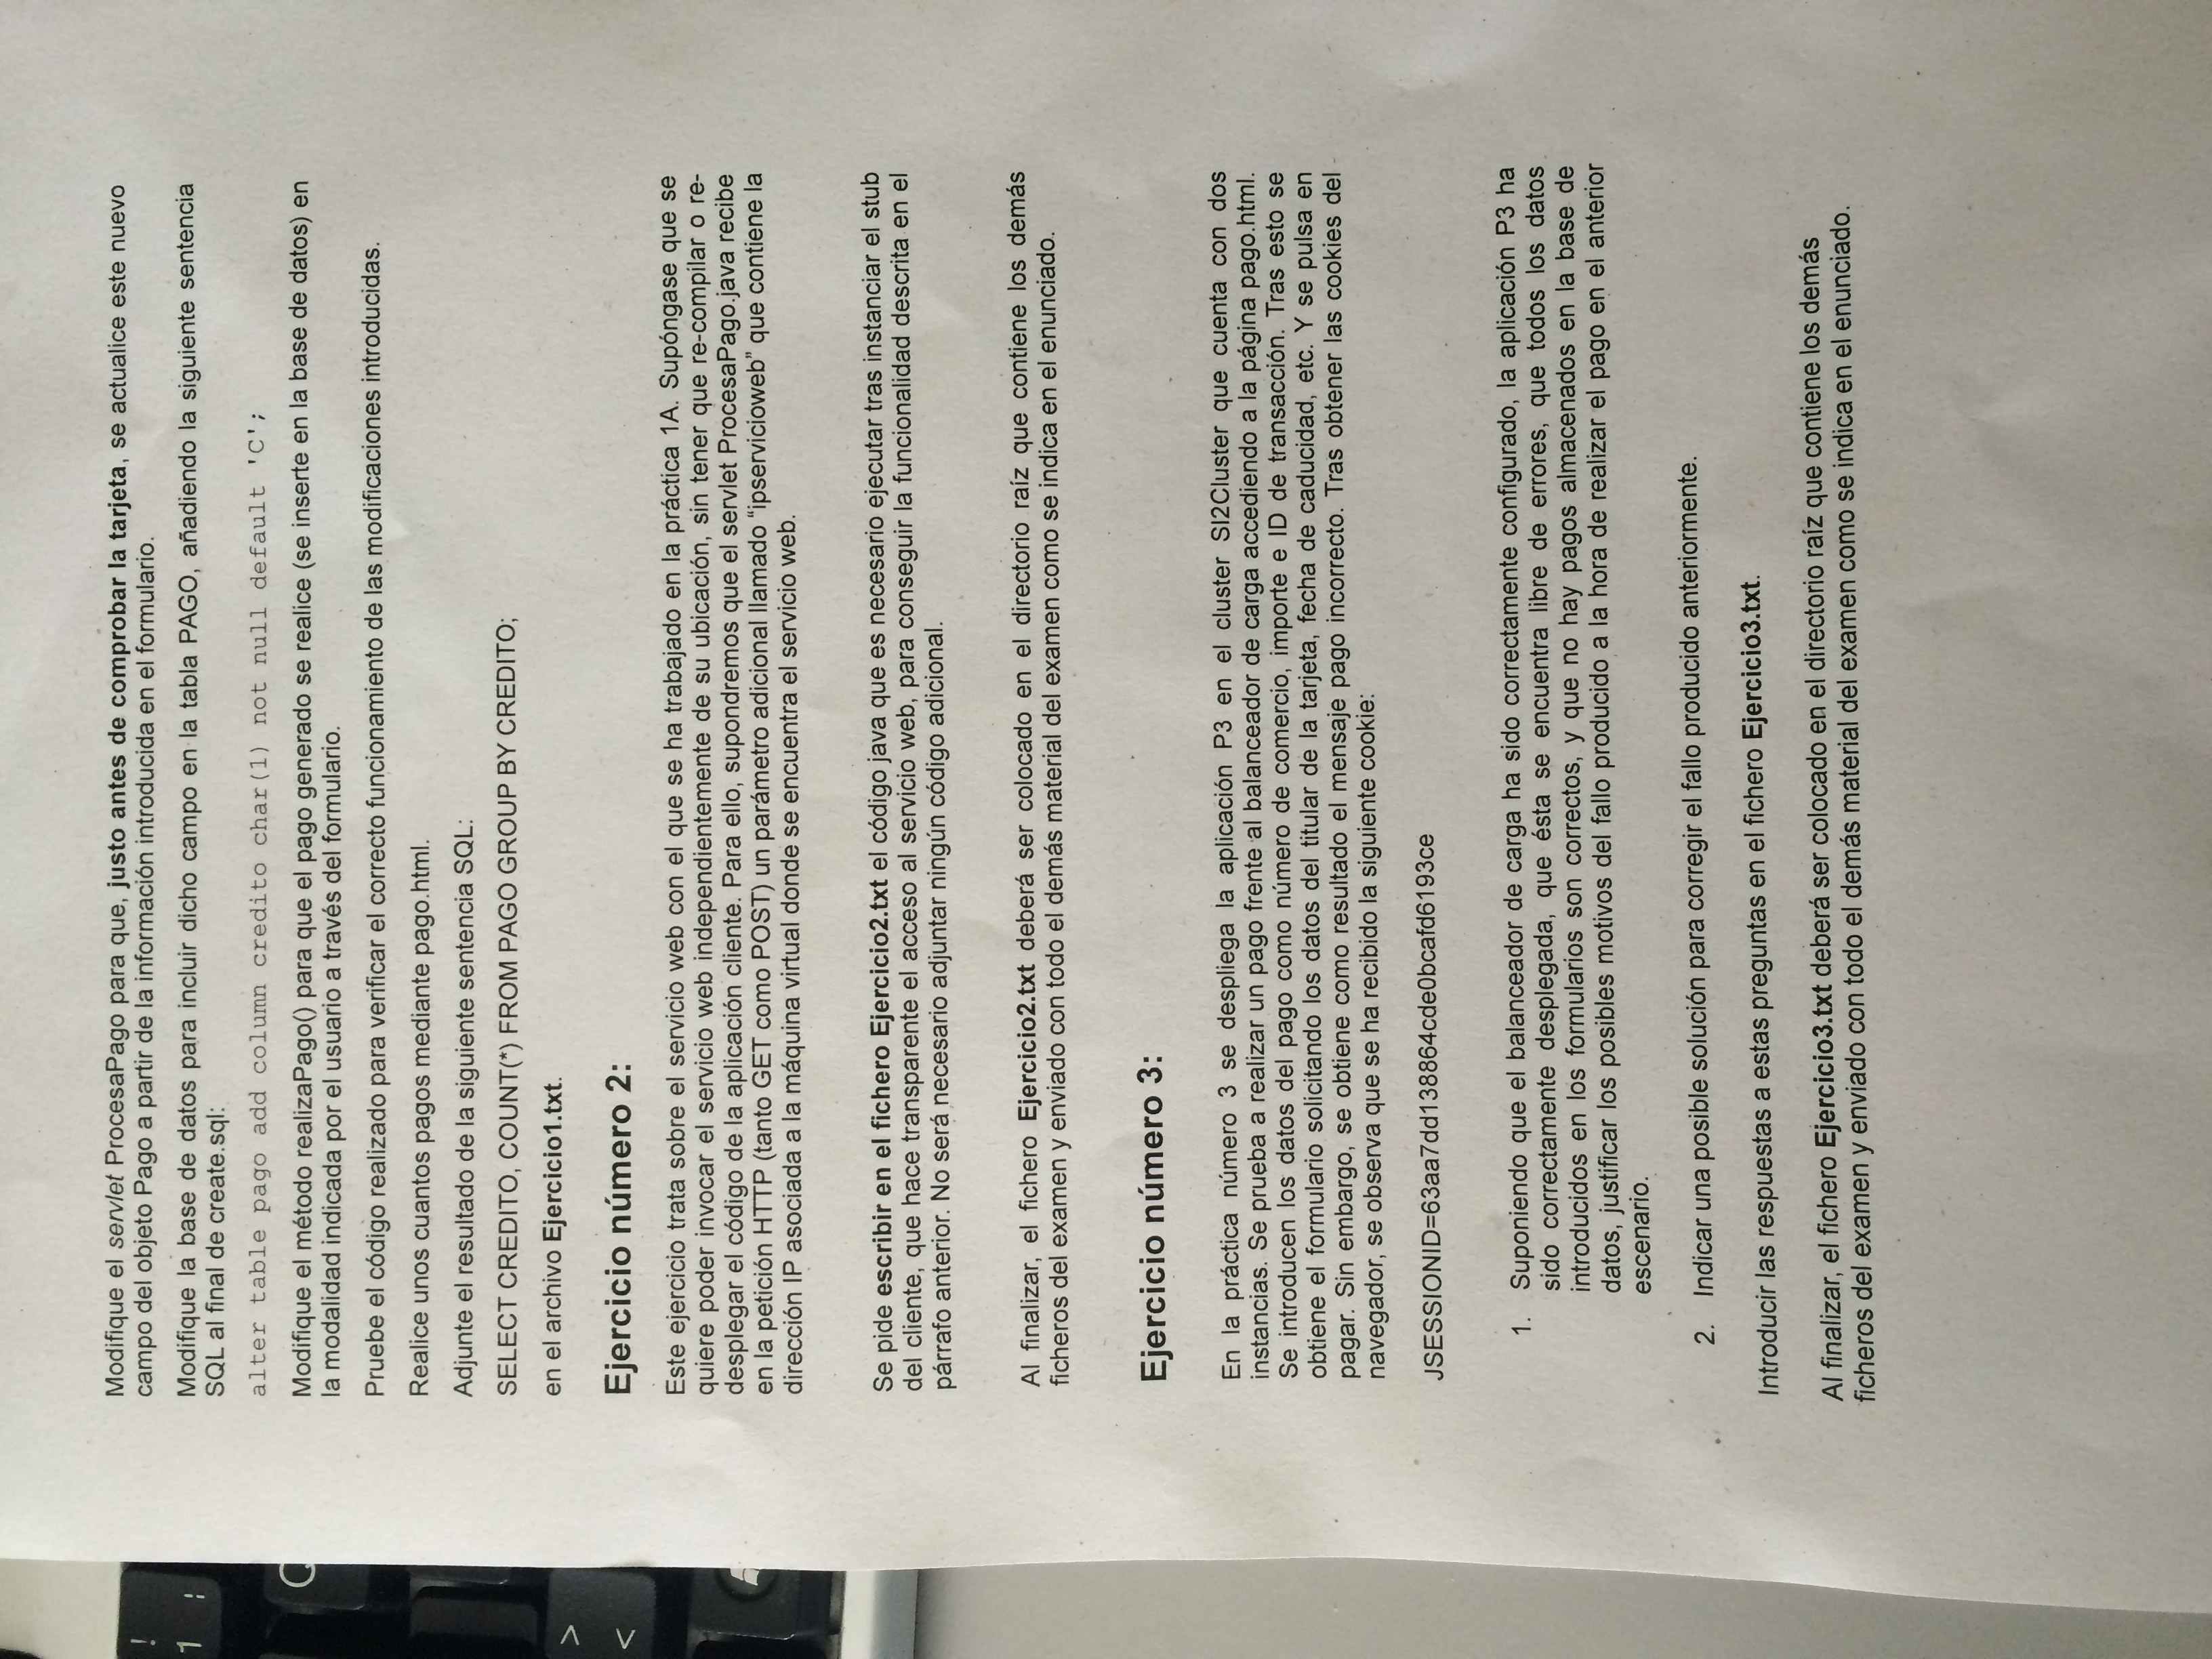 Modifique el servlet ProcesaPago para que, justo antes de comprobar la tarjeta, se actualice este nuevo
campo del objeto Pago a partir de la información introducida en el formulario.
Modifique la base de datos para incluir dicho campo en la tabla PAGO, añadiendo la siguiente sentencia
SQL al final de create.sql:
alter table pago add column credito char(1) not null default 'C';
Modifique el método realizaPago() para que el pago generado se realice (se inserte en la base de datos) en
la modalidad indicada por el usuario a través del formulario.
Pruebe el código realizado para verificar el correcto funcionamiento de las modificaciones introducidas.
Realice unos cuantos pagos mediante pago.html.
Adjunte el resultado de la siguiente sentencia SQL:
SELECT CREDITO, COUNT(*) FROM PAGO GROUP BY CREDITO;
en el archivo Ejercicio1.txt.
Ejercicio número 2:
Este ejercicio trata sobre el servicio web con el que se ha trabajado en la práctica 1A. Supóngase que se
quiere poder invocar el servicio web independientemente de su ubicación, sin tener que re-compilar o re-
desplegar el código de la aplicación cliente. Para ello, supondremos que el servlet ProcesaPago.java recibe
en la petición HTTP (tanto GET como POST) un parámetro adicional llamado “ipservicioweb” que contiene la
dirección IP asociada a la máquina virtual donde se encuentra el servicio web.
Se pide escribir en el fichero Ejercicio2.txt el código java que es necesario ejecutar tras instanciar el stub
del cliente, que hace transparente el acceso al servicio web, para conseguir la funcionalidad descrita en el
párrafo anterior. No será necesario adjuntar ningún código adicional.
Al finalizar, el fichero Ejercicio2.txt deberá ser colocado en el directorio raíz que contiene los demás
ficheros del examen y enviado con todo el demás material del examen como se indica en el enunciado.
Ejercicio número 3:
En la práctica número 3 se despliega la aplicación P3 en el cluster SI2Cluster que cuenta con dos
instancias. Se prueba a realizar un pago frente al balanceador de carga accediendo a la página pago.html.
Se introducen los datos del pago como número de comercio, importe e ID de transacción. Tras esto se
obtiene el formulario solicitando los datos del titular de la tarjeta, fecha de caducidad, etc. Y se pulsa en
pagar. Sin embargo, se obtiene como resultado el mensaje pago incorrecto. Tras obtener las cookies del
navegador, se observa que se ha recibido la siguiente cookie:
JSESSIONID=63aa7dd138864cde0bcafd6193ce
1. Suponiendo que el balanceador de carga ha sido correctamente configurado, la aplicación P3 ha
sido correctamente desplegada, que ésta se encuentra libre de errores, que todos los datos
introducidos en los formularios son correctos, y que no hay pagos almacenados en la base de
datos, justificar los posibles motivos del fallo producido a la hora de realizar el pago en el anterior
escenario.
2. Indicar una posible solución para corregir el fallo producido anteriormente.
Introducir las respuestas a estas preguntas en el fichero Ejercicio3.txt.
Al finalizar, el fichero Ejercicio3.txt deberá ser colocado en el directorio raíz que contiene los demás
ficheros del examen y enviado con todo el demás material del examen como se indica en el enunciado.
!
1 ¡
Q
>
<